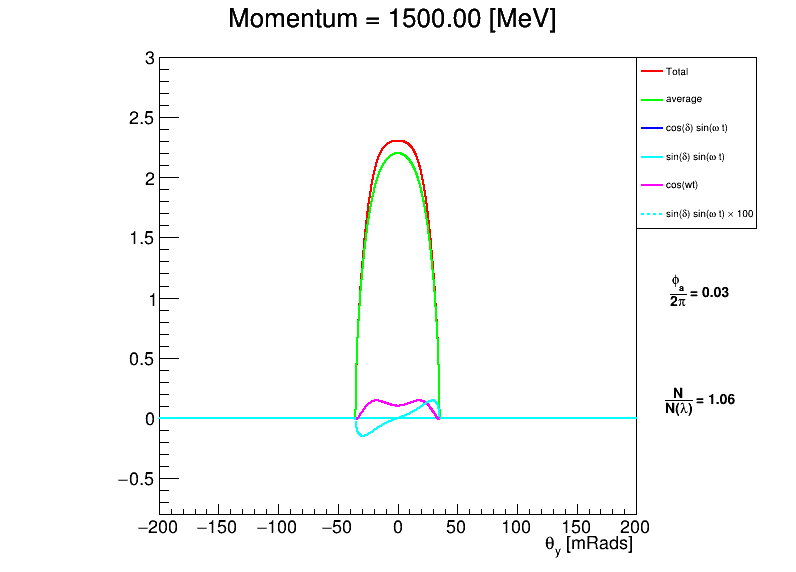 Momentum = 1500.00 [MeV]
3
2.5
2
1.5
1
0.5
0
−0.5
−200 −150 −100 −50 0 50 100 150 200
θy [mRads]
Total
average
cos(δ) sin(ω t)
sin(δ) sin(ω t)
cos(wt)
sin(δ) sin(ω t) × 100
ϕa
2π = 0.03
N
N(λ) = 1.06